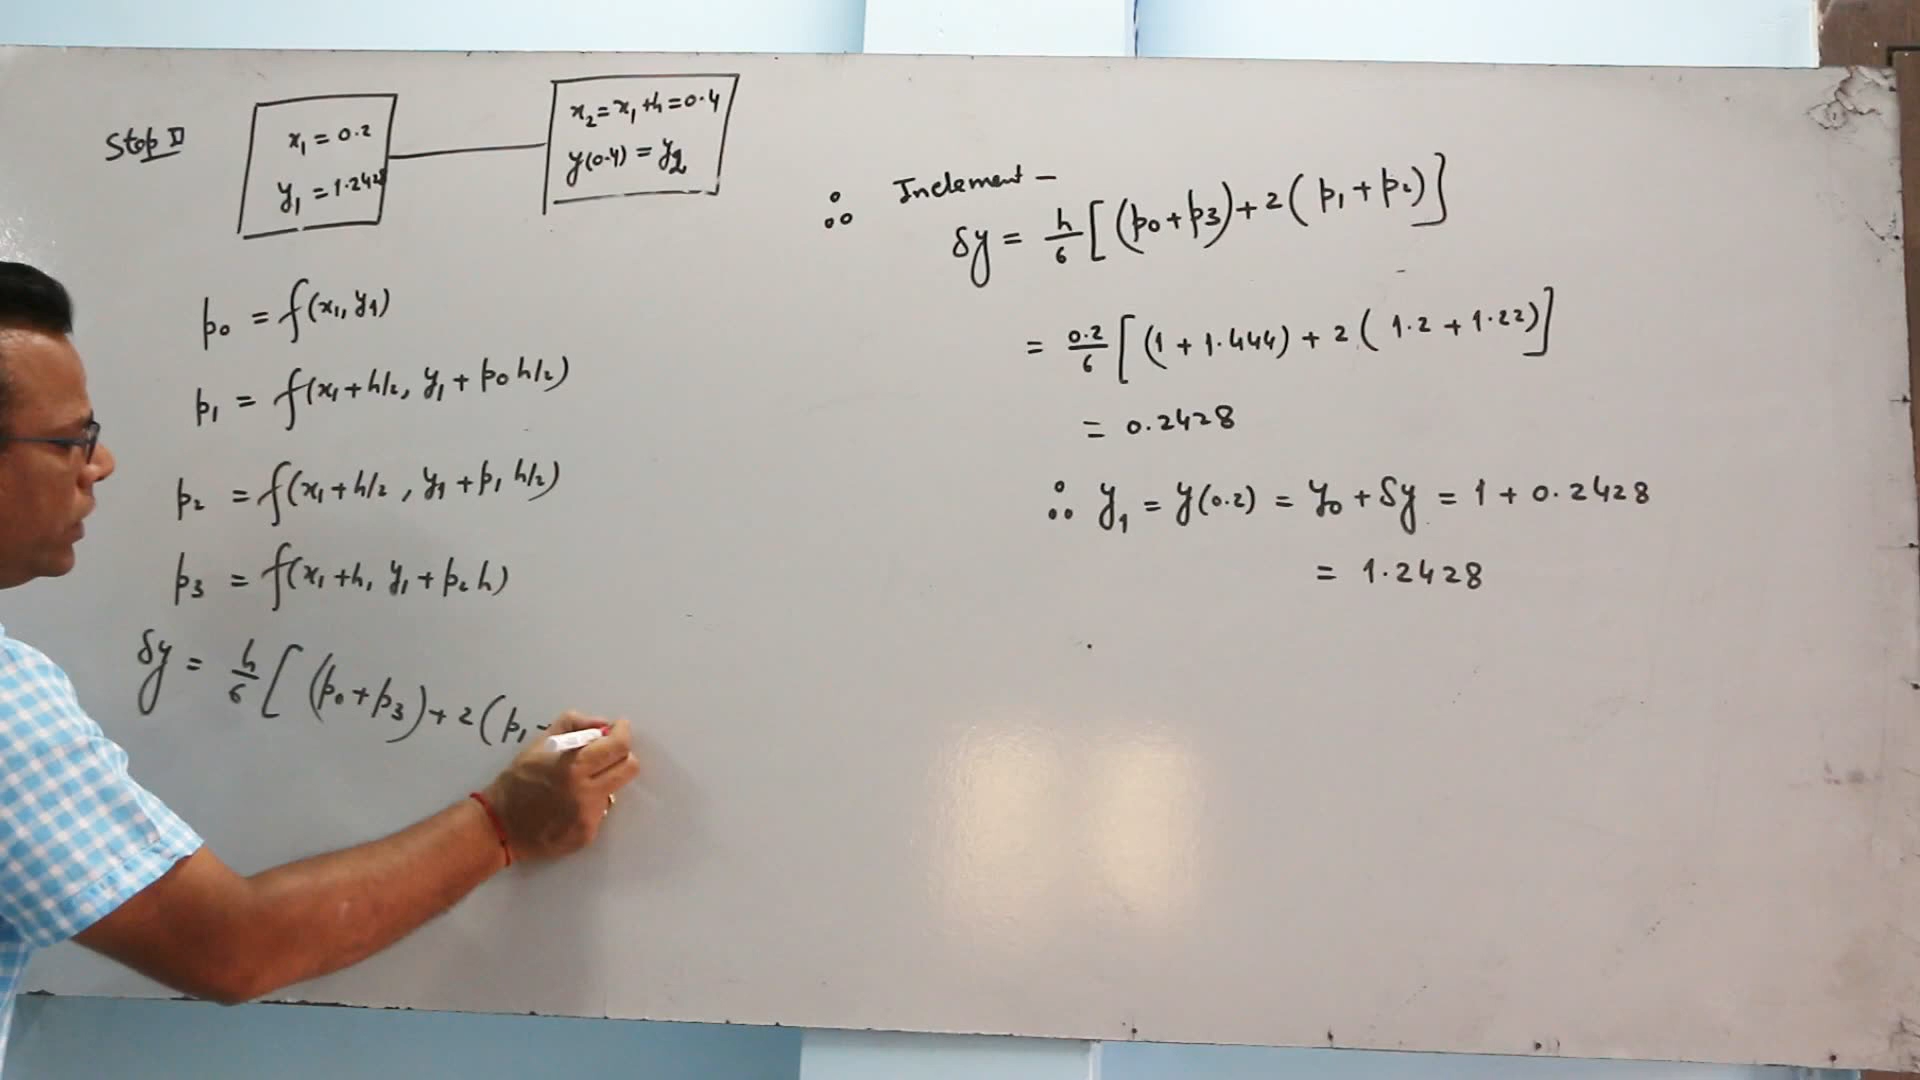 Step II
x₁ = 0.2
y₁ = 1.2428
x₂ = x₁ + h = 0.4
y(0.4) = y₂
p₀ = f(x₁, y₁)
p₁ = f(x₁ + h/2, y₁ + p₀ h/2)
p₂ = f(x₁ + h/2, y₁ + p₁ h/2)
p₃ = f(x₁ + h, y₁ + p₂ h)
δy = h/6 [ (p₀ + p₃) + 2 ( p₁ +
∴ Increment –
δy = h/6 [ (p₀ + p₃) + 2 ( p₁ + p₂) ]
= 0.2/6 [ (1 + 1.444) + 2 ( 1.2 + 1.22) ]
= 0.2428
∴ y₁ = y(0.2) = y₀ + δy = 1 + 0.2428
= 1.2428